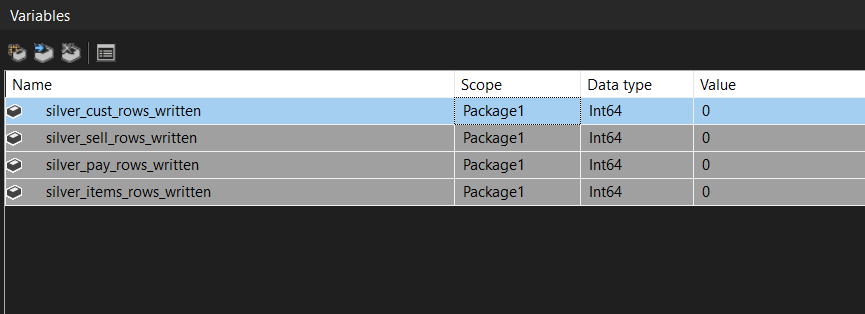 Variables
Name Scope Data type Value
silver_cust_rows_written Package1 Int64 0
silver_sell_rows_written Package1 Int64 0
silver_pay_rows_written Package1 Int64 0
silver_items_rows_written Package1 Int64 0